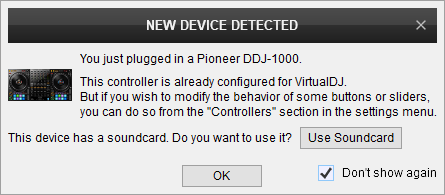 NEW DEVICE DETECTED
You just plugged in a Pioneer DDJ-1000.
This controller is already configured for VirtualDJ.
But if you wish to modify the behavior of some buttons or sliders,
you can do so from the "Controllers" section in the settings menu.
This device has a soundcard. Do you want to use it? Use Soundcard
OK Don't show again